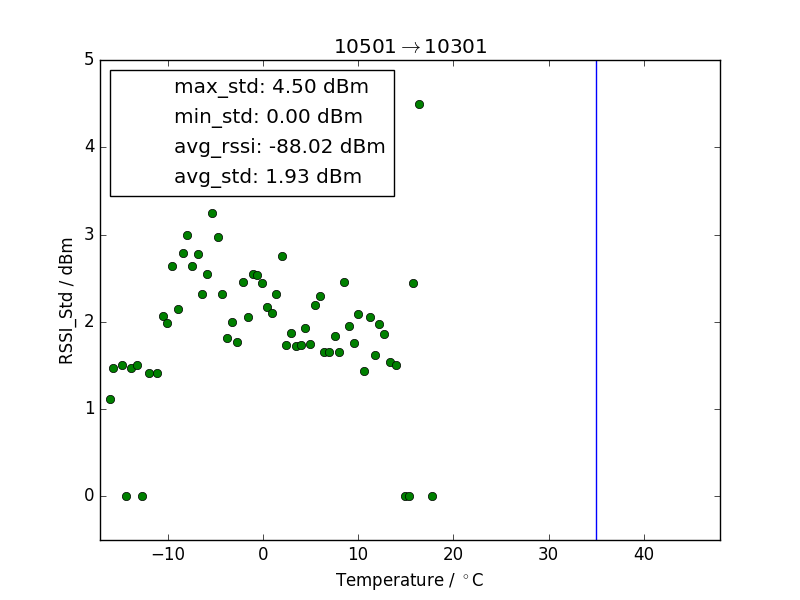 10501→10301
max_std: 4.50 dBm
min_std: 0.00 dBm
avg_rssi: -88.02 dBm
avg_std: 1.93 dBm
5
4
3
2
1
0
RSSI_Std / dBm
−10 0 10 20 30 40
Temperature / °C